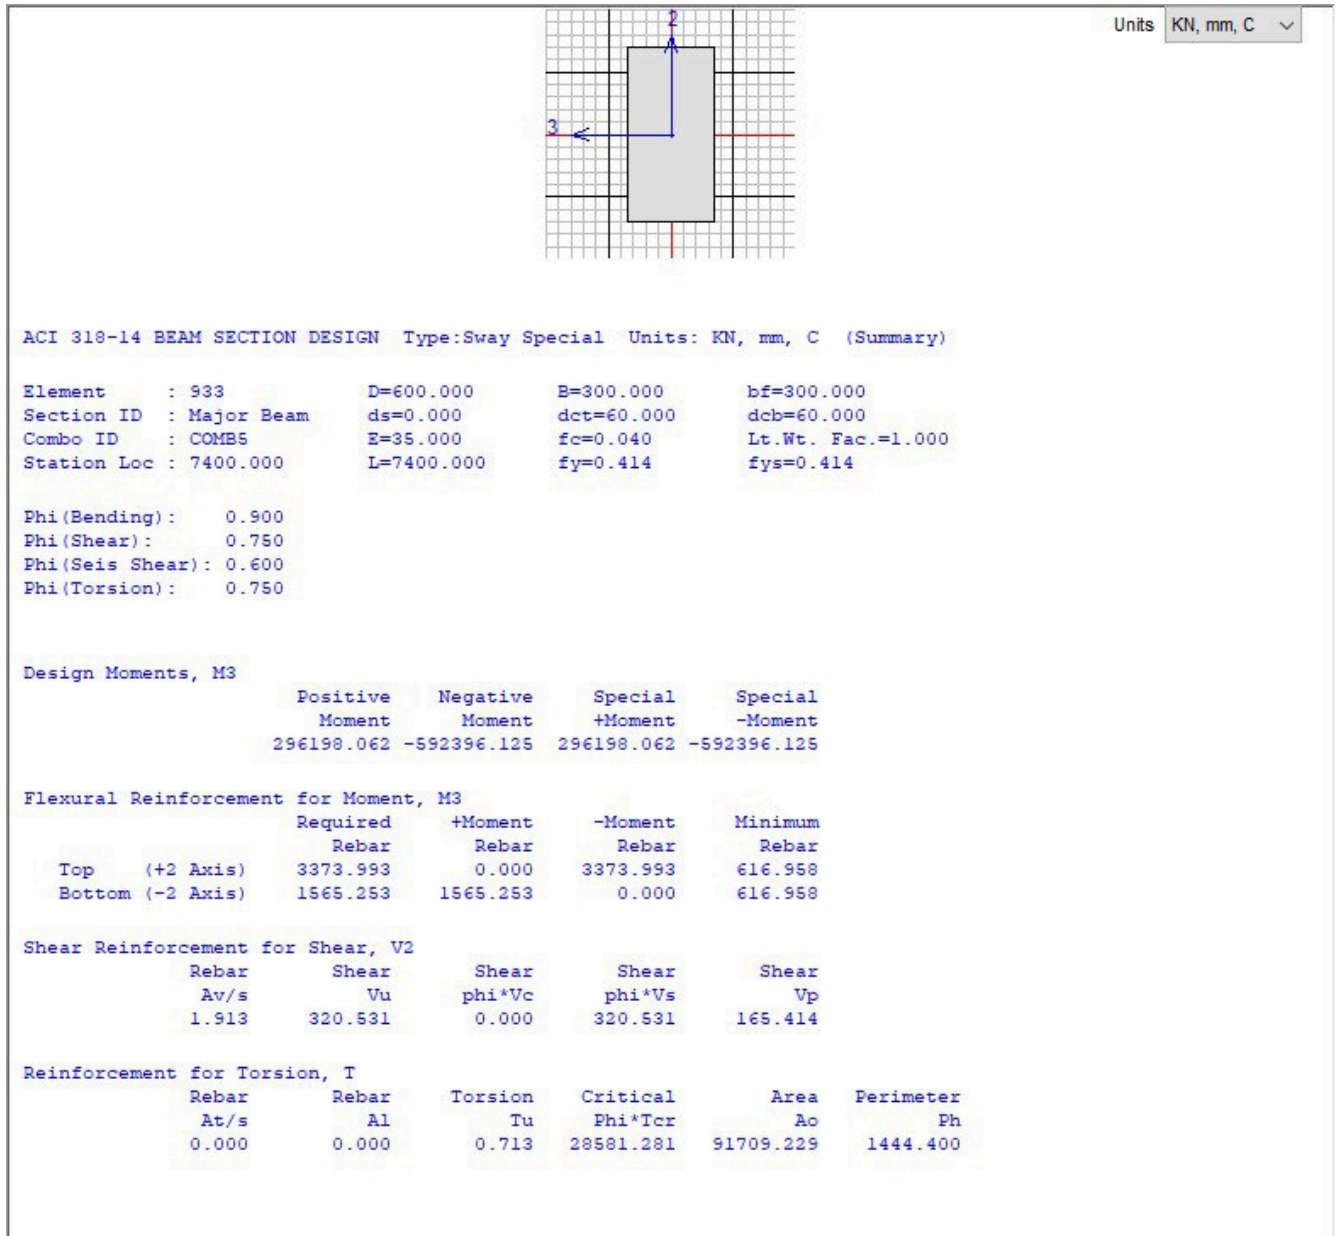 Units KN, mm, C
2
3
ACI 318-14 BEAM SECTION DESIGN Type:Sway Special Units: KN, mm, C (Summary)
Element : 933 D=600.000 B=300.000 bf=300.000
Section ID : Major Beam ds=0.000 dct=60.000 dcb=60.000
Combo ID : COMB5 E=35.000 fc=0.040 Lt.Wt. Fac.=1.000
Station Loc : 7400.000 L=7400.000 fy=0.414 fys=0.414
Phi(Bending): 0.900
Phi(Shear): 0.750
Phi(Seis Shear): 0.600
Phi(Torsion): 0.750
Design Moments, M3
Positive Negative Special Special
Moment Moment +Moment -Moment
296198.062 -592396.125 296198.062 -592396.125
Flexural Reinforcement for Moment, M3
Required +Moment -Moment Minimum
Rebar Rebar Rebar Rebar
Top (+2 Axis) 3373.993 0.000 3373.993 616.958
Bottom (-2 Axis) 1565.253 1565.253 0.000 616.958
Shear Reinforcement for Shear, V2
Rebar Shear Shear Shear Shear
Av/s Vu phi*Vc phi*Vs Vp
1.913 320.531 0.000 320.531 165.414
Reinforcement for Torsion, T
Rebar Rebar Torsion Critical Area Perimeter
At/s Al Tu Phi*Tcr Ao Ph
0.000 0.000 0.713 28581.281 91709.229 1444.400